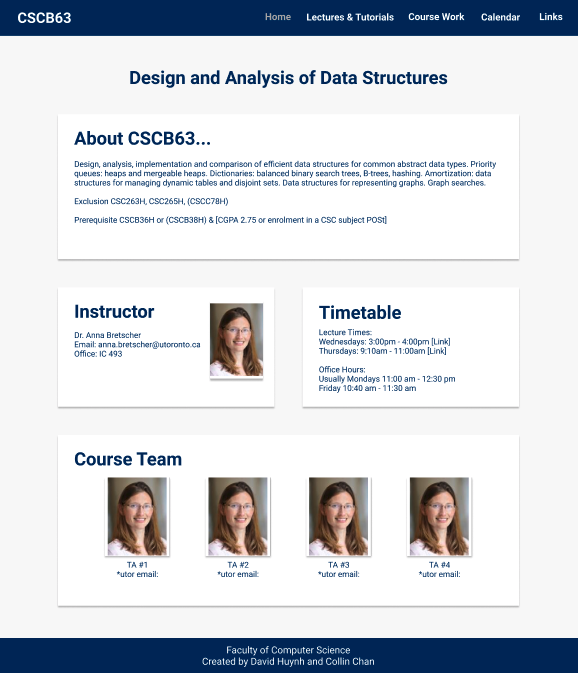 CSCB63
Home Lectures & Tutorials Course Work Calendar Links
Design and Analysis of Data Structures
About CSCB63...
Design, analysis, implementation and comparison of efficient data structures for common abstract data types. Priority
queues: heaps and mergeable heaps. Dictionaries: balanced binary search trees, B-trees, hashing. Amortization: data
structures for managing dynamic tables and disjoint sets. Data structures for representing graphs. Graph searches.
Exclusion CSC263H, CSC265H, (CSCC78H)
Prerequisite CSCB36H or (CSCB38H) & [CGPA 2.75 or enrolment in a CSC subject POSt]
Instructor
Dr. Anna Bretscher
Email: anna.bretscher@utoronto.ca
Office: IC 493
Timetable
Lecture Times:
Wednesdays: 3:00pm - 4:00pm [Link]
Thursdays: 9:10am - 11:00am [Link]
Office Hours:
Usually Mondays 11:00 am - 12:30 pm
Friday 10:40 am - 11:30 am
Course Team
TA #1
*utor email:
TA #2
*utor email:
TA #3
*utor email:
TA #4
*utor email:
Faculty of Computer Science
Created by David Huynh and Collin Chan